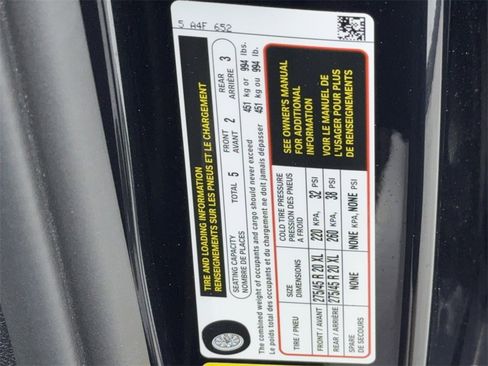 5 A4F 652
TIRE AND LOADING INFORMATION
RENSEIGNEMENTS SUR LES PNEUS ET LE CHARGEMENT
SEATING CAPACITY TOTAL 5 FRONT 2 REAR 3
NOMBRE DE PLACES AVANT ARRIÈRE
The combined weight of occupants and cargo should never exceed 451 kg or 994 lbs.
Le poids total des occupants et du chargement ne doit jamais dépasser 451 kg ou 994 lb.
TIRE / PNEU SIZE DIMENSIONS COLD TIRE PRESSURE PRESSION DES PNEUS A FROID
FRONT / AVANT 275/45 R 20 XL 220 KPA, 32 PSI
REAR / ARRIÈRE 275/45 R 20 XL 260 KPA, 38 PSI
SPARE DE SECOURS NONE NONE KPA, NONE PSI
SEE OWNER'S MANUAL
FOR ADDITIONAL
INFORMATION
VOIR LE MANUEL DE
L'USAGER POUR PLUS
DE RENSEIGNEMENTS